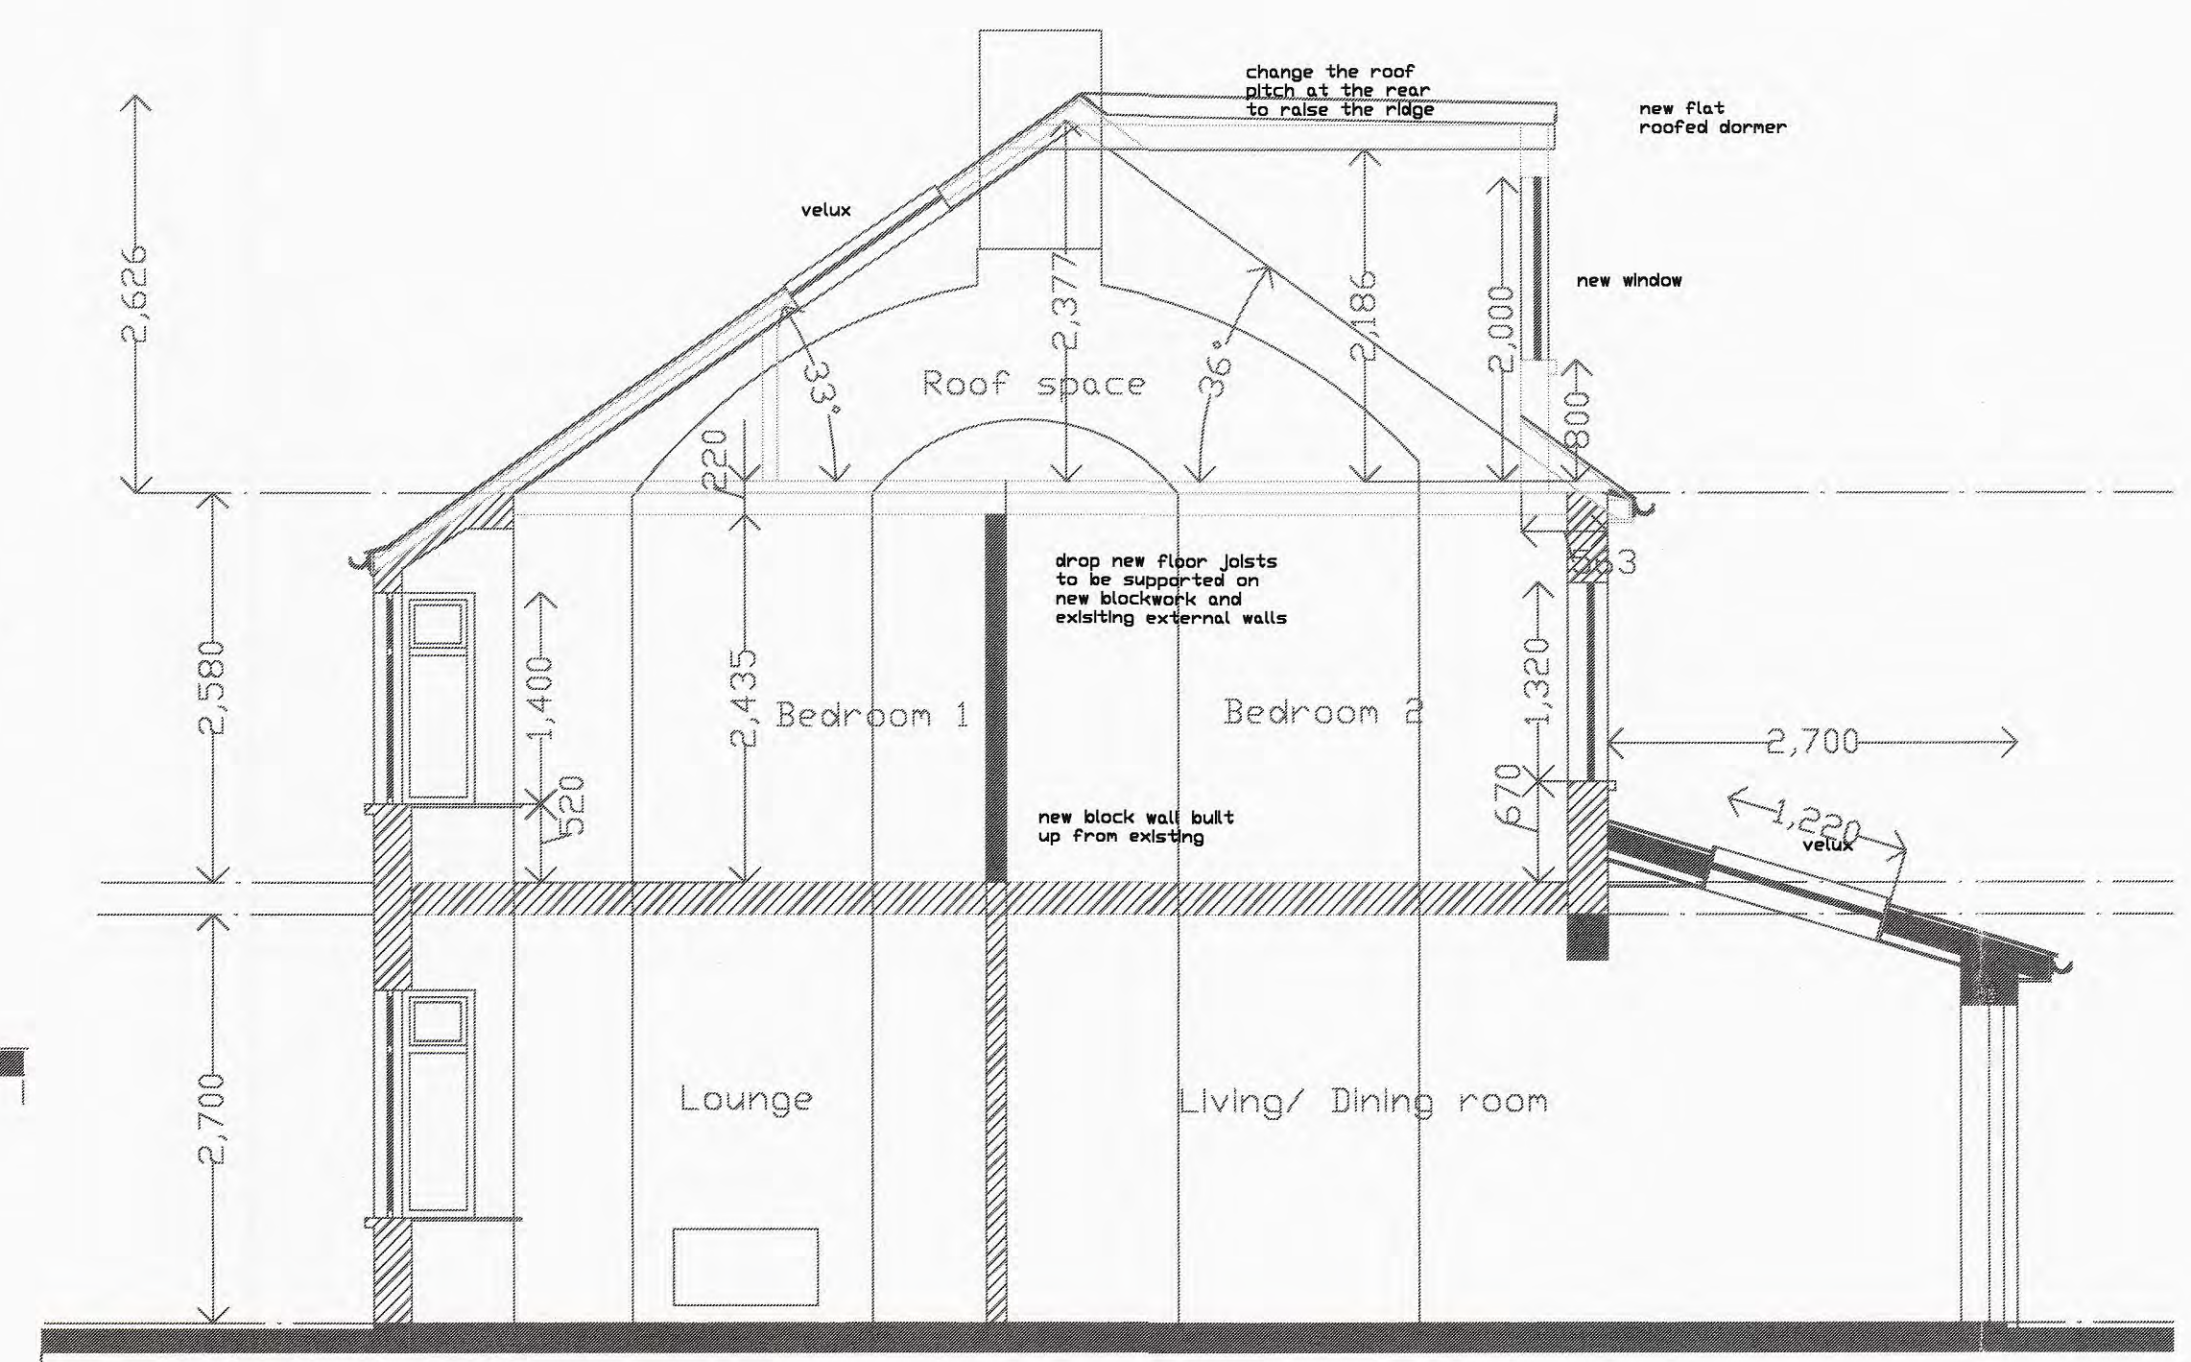 change the roof
pitch at the rear
to raise the ridge
new flat
roofed dormer
velux
new window
2,626
2,377
2,186
2,000
33°
36°
Roof space
800
220
563
drop new floor joists
to be supported on
new blockwork and
exisiting external walls
2,580
1,400
2,435
Bedroom 1
Bedroom 2
1,320
2,700
520
670
1,220
velux
new block wall built
up from existing
2,700
Lounge
Living/ Dining room